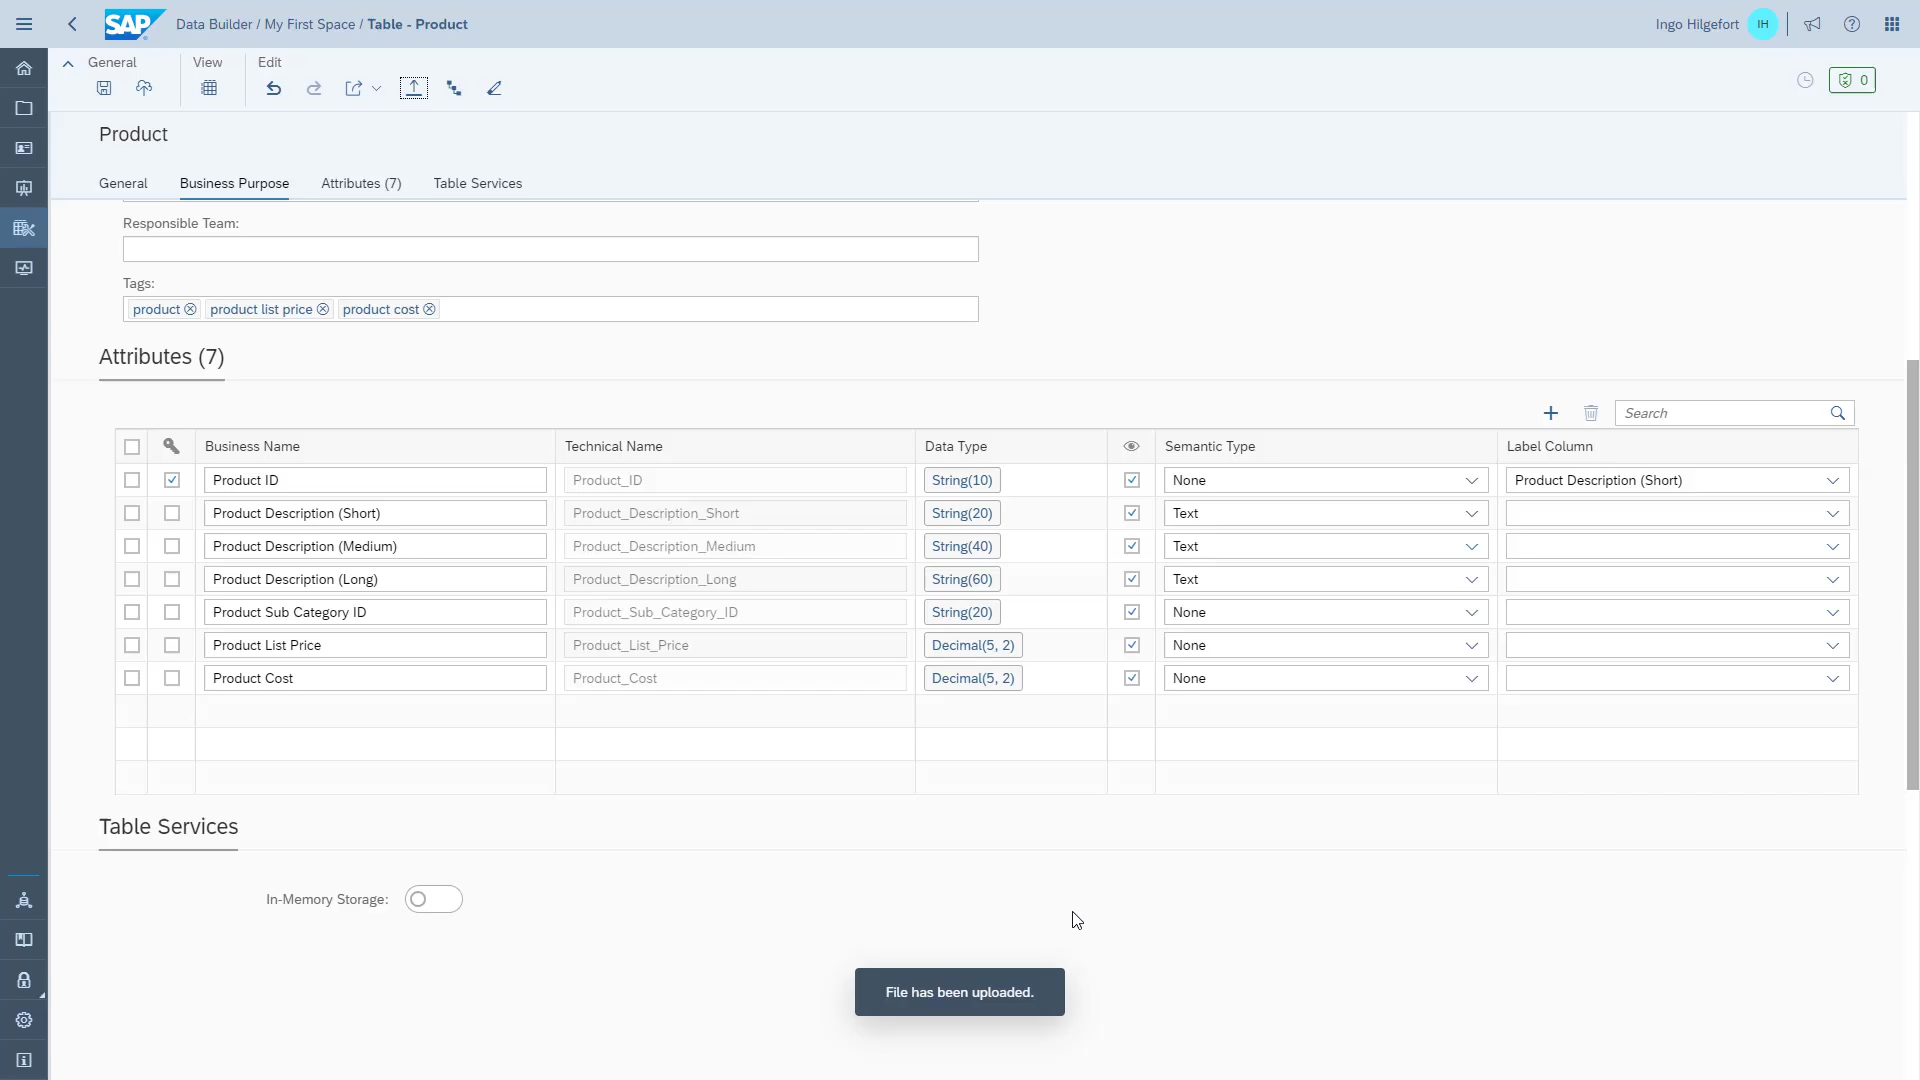 SAP
Data Builder / My First Space / Table - Product
Ingo Hilgefort IH
General View Edit
0
Product
General Business Purpose Attributes (7) Table Services
Responsible Team:
Tags:
product product list price product cost
Attributes (7)
Search
Business Name Technical Name Data Type Semantic Type Label Column
Product ID Product_ID String(10) None Product Description (Short)
Product Description (Short) Product_Description_Short String(20) Text
Product Description (Medium) Product_Description_Medium String(40) Text
Product Description (Long) Product_Description_Long String(60) Text
Product Sub Category ID Product_Sub_Category_ID String(20) None
Product List Price Product_List_Price Decimal(5, 2) None
Product Cost Product_Cost Decimal(5, 2) None
Table Services
In-Memory Storage:
File has been uploaded.